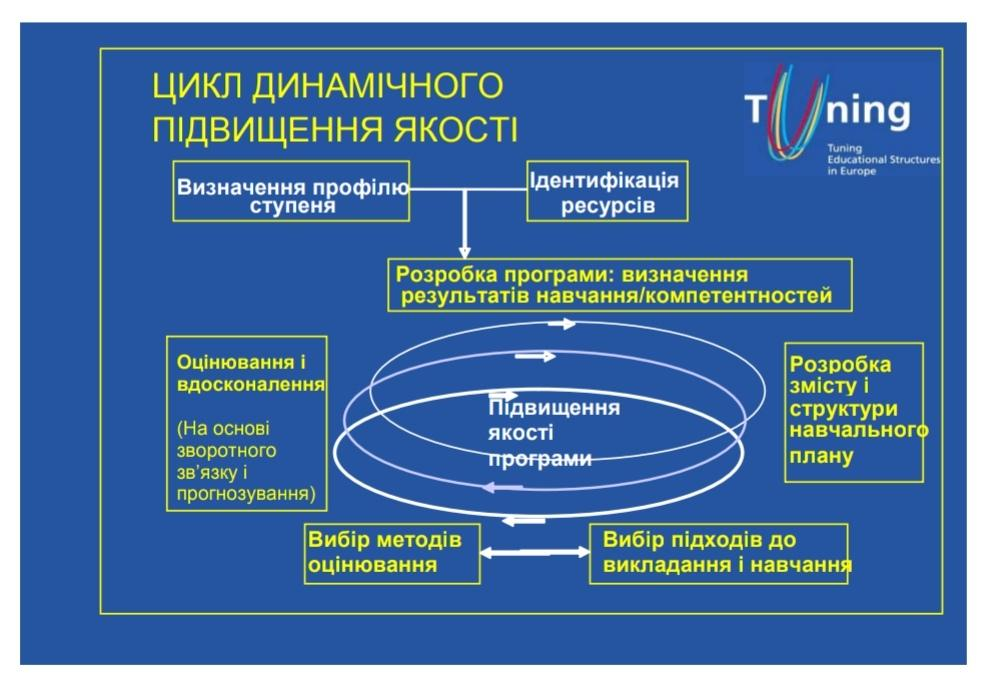 ЦИКЛ ДИНАМІЧНОГО
ПІДВИЩЕННЯ ЯКОСТІ
Tuning
Tuning
Educational Structures
in Europe
Визначення профілю
ступеня
Ідентифікація
ресурсів
Розробка програми: визначення
результатів навчання/компетентностей
Оцінювання і
вдосконалення
(На основі
зворотного
зв'язку і
прогнозування)
Підвищення
якості
програми
Розробка
змісту і
структури
навчального
плану
Вибір методів
оцінювання
Вибір підходів до
викладання і навчання